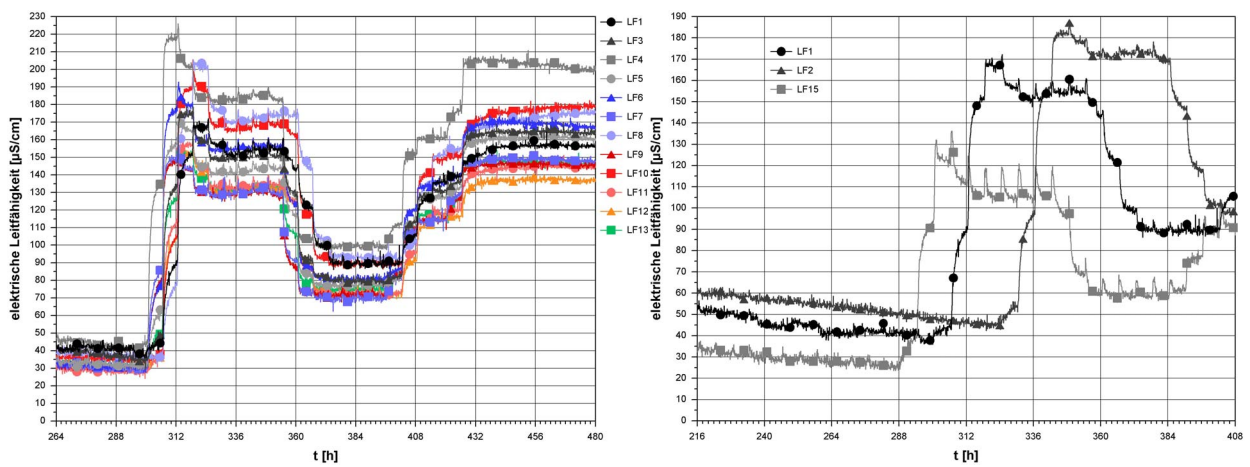 elektrische Leitfähigkeit [µS/cm]
230
220
210
200
190
180
170
160
150
140
130
120
110
100
90
80
70
60
50
40
30
20
10
0
264 288 312 336 360 384 408 432 456 480
t [h]
LF1
LF3
LF4
LF5
LF6
LF7
LF8
LF9
LF10
LF11
LF12
LF13
elektrische Leitfähigkeit [µS/cm]
190
180
170
160
150
140
130
120
110
100
90
80
70
60
50
40
30
20
10
0
216 240 264 288 312 336 360 384 408
t [h]
LF1
LF2
LF15